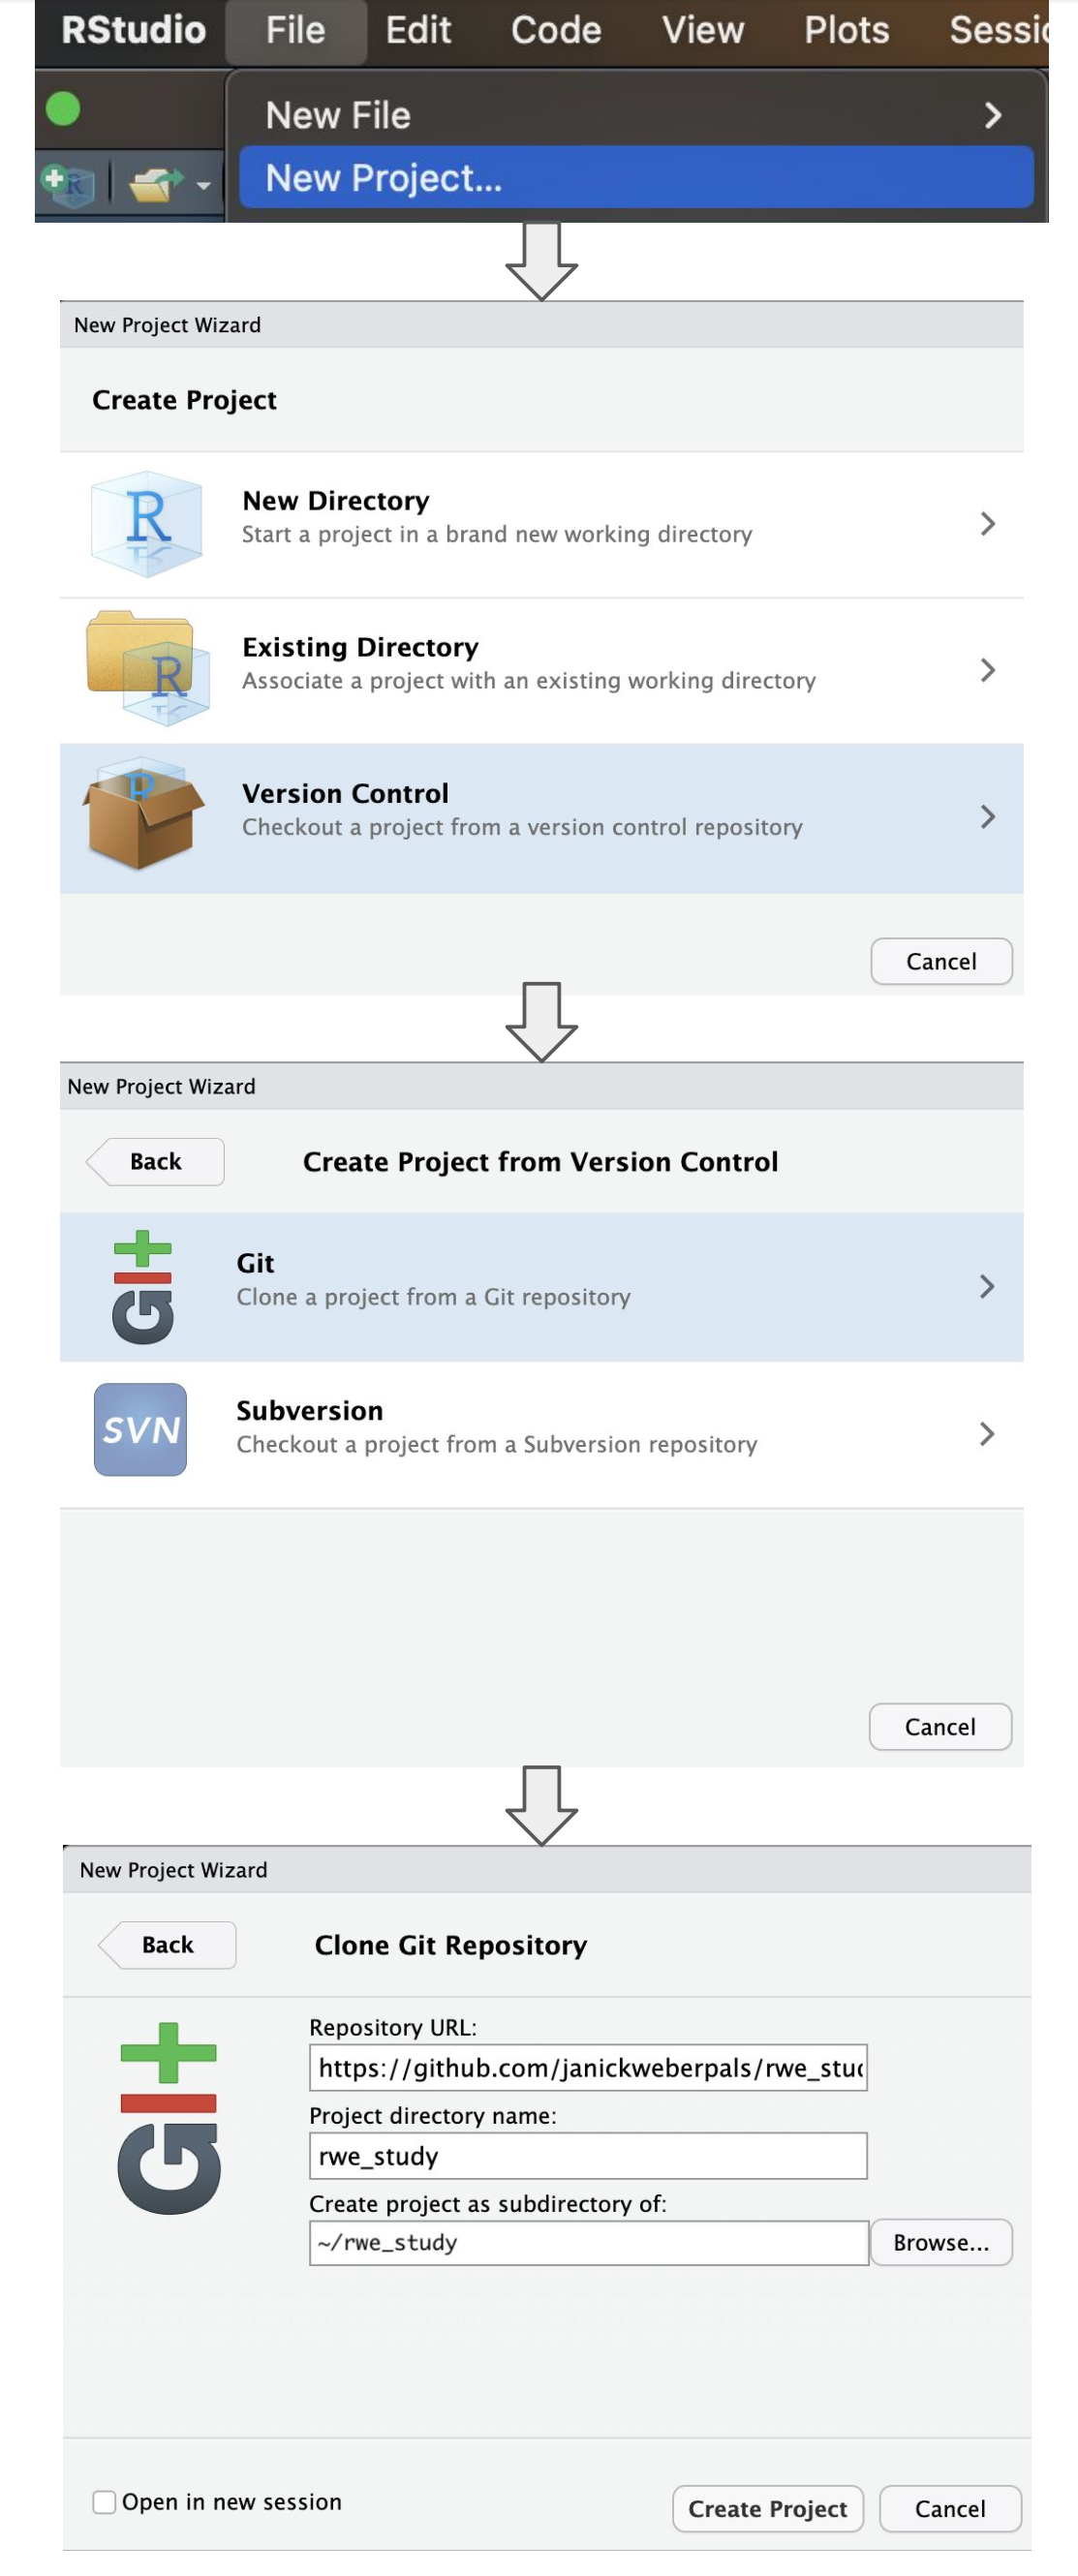 RStudio File Edit Code View Plots Sessio
New File
R
New Project...
New Project Wizard
Create Project
R
New Directory
Start a project in a brand new working directory
R
Existing Directory
Associate a project with an existing working directory
R
Version Control
Checkout a project from a version control repository
Cancel
New Project Wizard
Back
Create Project from Version Control
Git
Git
Clone a project from a Git repository
SVN
Subversion
Checkout a project from a Subversion repository
Cancel
New Project Wizard
Back
Clone Git Repository
Git
Repository URL:
https://github.com/janickweberpals/rwe_stud
Project directory name:
rwe_study
Create project as subdirectory of:
~/rwe_study
Browse...
Open in new session
Create Project
Cancel